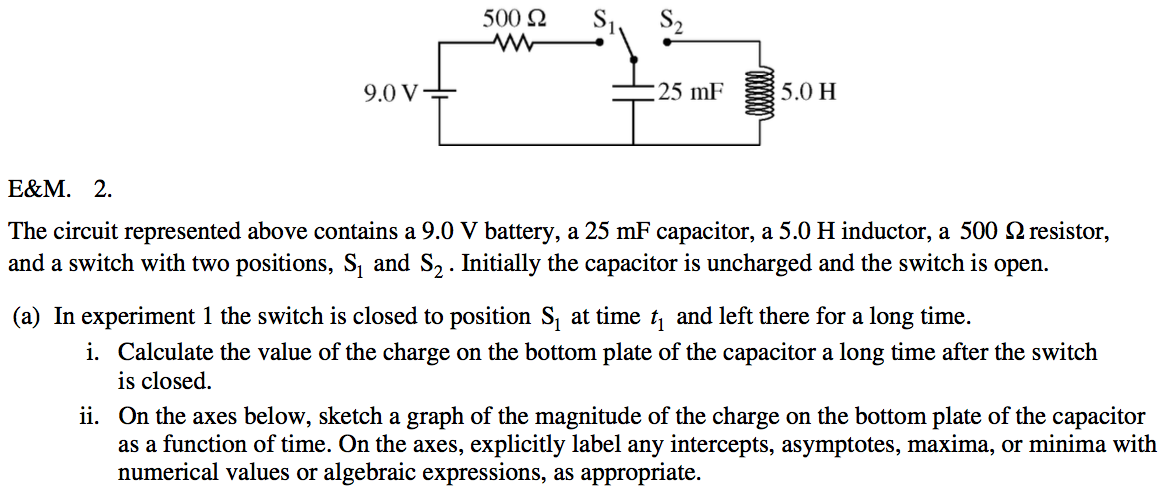 500 Ω S₁ S₂
9.0 V 25 mF 5.0 H
E&M. 2.
The circuit represented above contains a 9.0 V battery, a 25 mF capacitor, a 5.0 H inductor, a 500 Ω resistor,
and a switch with two positions, S₁ and S₂. Initially the capacitor is uncharged and the switch is open.
(a) In experiment 1 the switch is closed to position S₁ at time t₁ and left there for a long time.
i. Calculate the value of the charge on the bottom plate of the capacitor a long time after the switch
is closed.
ii. On the axes below, sketch a graph of the magnitude of the charge on the bottom plate of the capacitor
as a function of time. On the axes, explicitly label any intercepts, asymptotes, maxima, or minima with
numerical values or algebraic expressions, as appropriate.